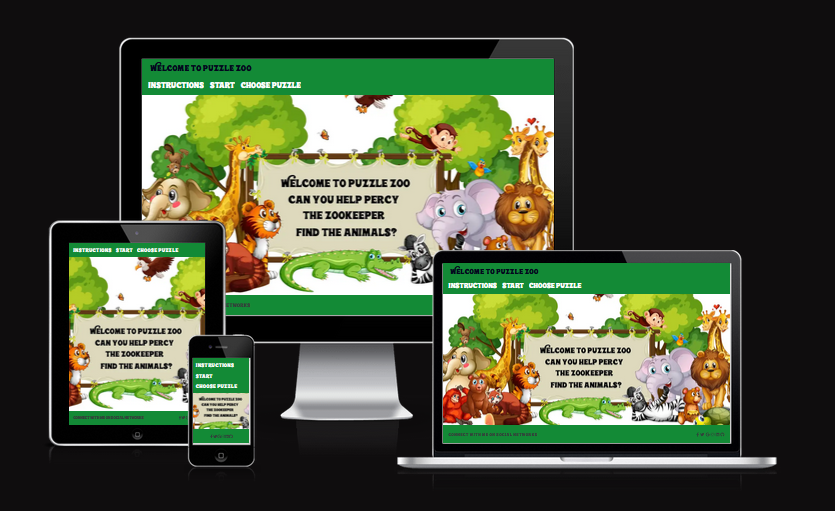 WELCOME TO PUZZLE ZOO
INSTRUCTIONS START CHOOSE PUZZLE
WELCOME TO PUZZLE ZOO
CAN YOU HELP PERCY
THE ZOOKEEPER
FIND THE ANIMALS?
NETWORKS
INSTRUCTIONS START CHOOSE PUZZLE
WELCOME TO PUZZLE ZOO
CAN YOU HELP PERCY
THE ZOOKEEPER
FIND THE ANIMALS?
CONNECT WITH ME ON SOCIAL NETWORKS
INSTRUCTIONS
START
CHOOSE PUZZLE
WELCOME TO PUZZLE ZOO
CAN YOU HELP PERCY
THE ZOOKEEPER
FIND THE ANIMALS?
WELCOME TO PUZZLE ZOO
INSTRUCTIONS START CHOOSE PUZZLE
WELCOME TO PUZZLE ZOO
CAN YOU HELP PERCY
THE ZOOKEEPER
FIND THE ANIMALS?
CONNECT WITH ME ON SOCIAL NETWORKS